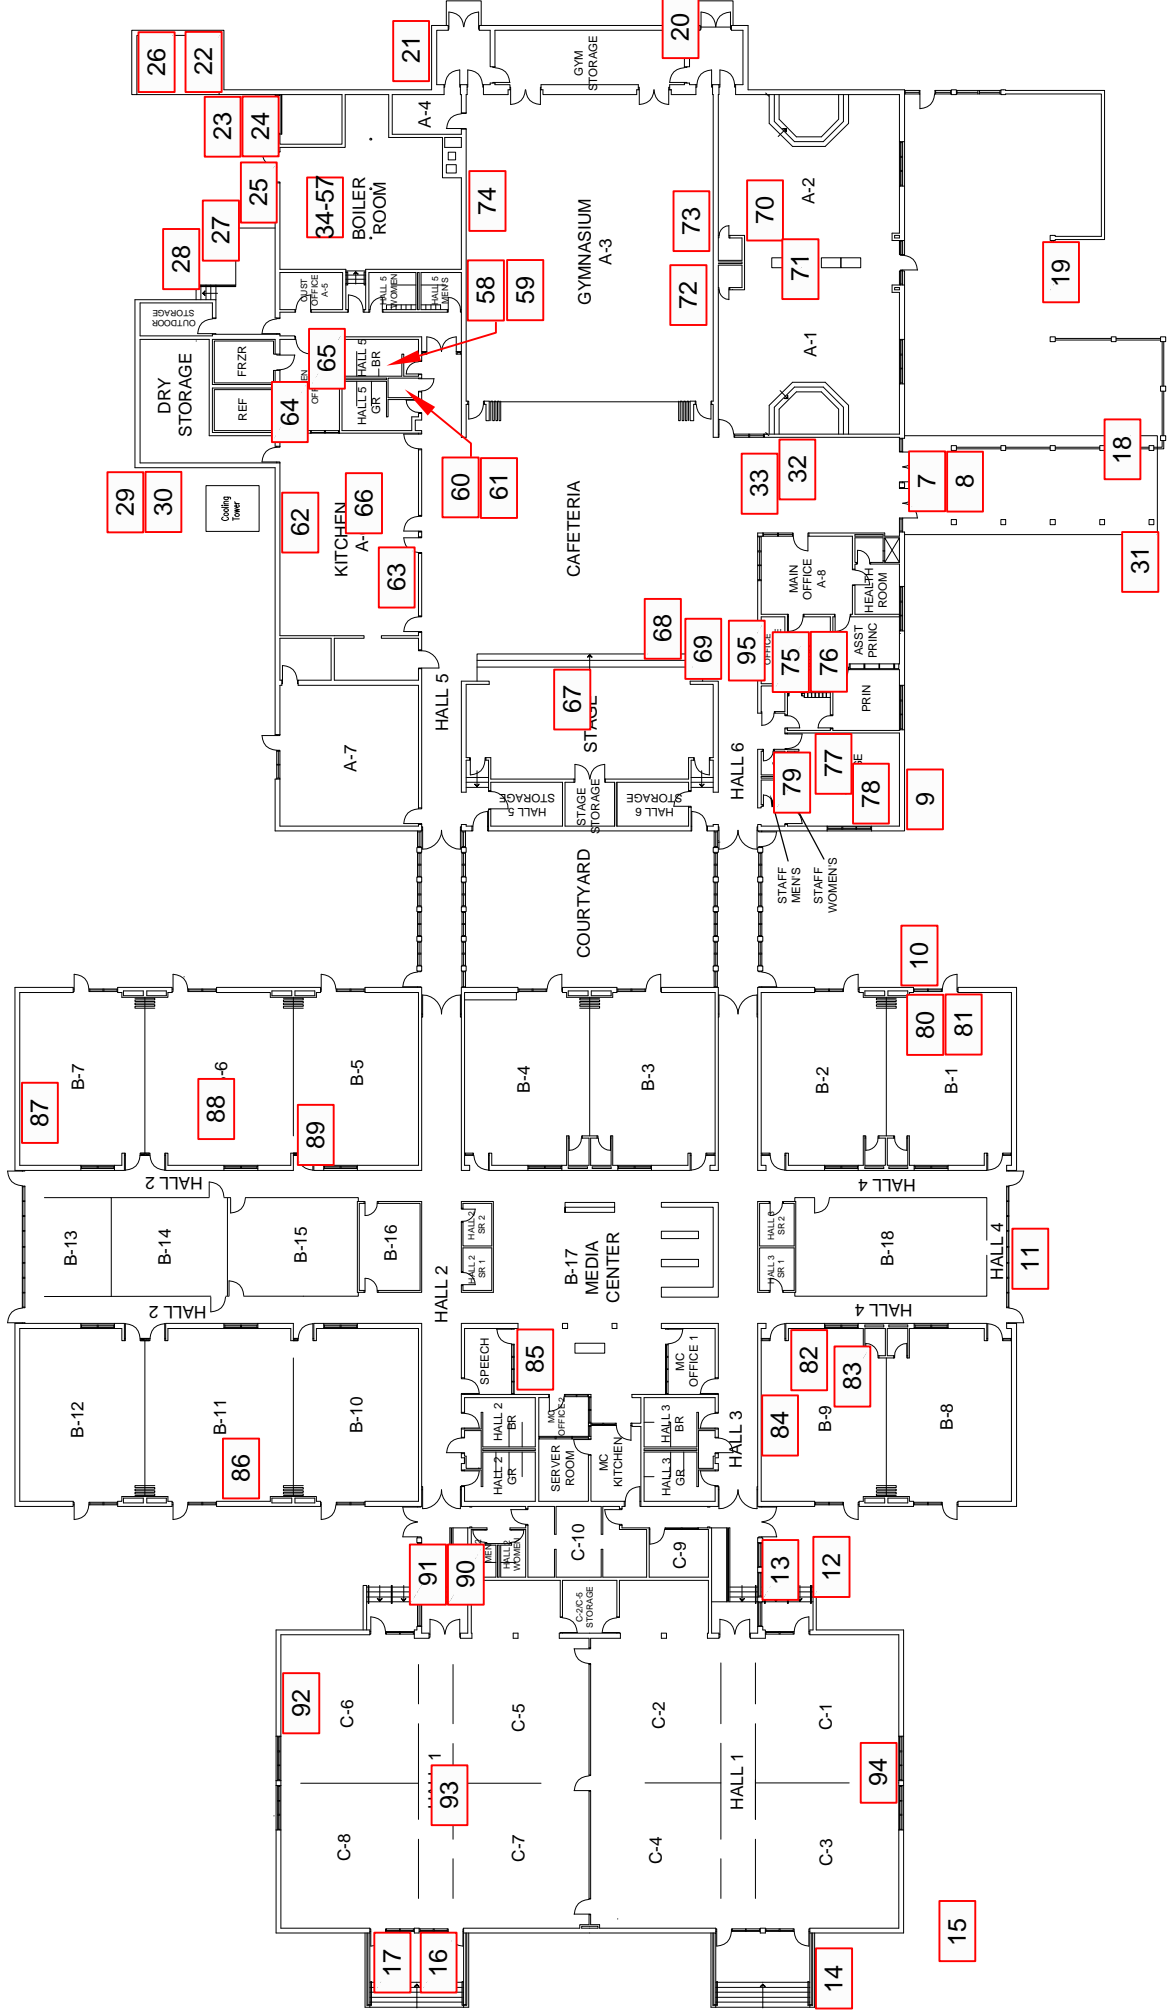 26
22
21
20
GYM
STORAGE
23
24
25
A-4
34-57
BOILER
ROOM
74
GYMNASIUM
A-3
73
72
70
A-2
71
A-1
19
27
28
OUTDOOR
STORAGE
CUST
OFFICE
A-5
HALL 5
WOMEN
HALL 5
MEN'S
58
59
DRY
STORAGE
FRZR
REF
65
HALL 5
BR
64
HALL 5
GR
29
30
Cooling
Tower
62
KITCHEN
A-
66
63
60
61
CAFETERIA
33
32
7
8
18
31
MAIN
OFFICE
A-8
HEALTH
ROOM
ASST
PRINC
PRIN
OFFICE
95
75
76
68
69
67
HALL 5
A-7
HALL 5
STORAGE
STAGE
STORAGE
HALL 6
STORAGE
HALL 6
77
78
79
9
STAFF
MEN'S
STAFF
WOMEN'S
COURTYARD
10
80
81
B-7
87
88
B-5
89
B-4
B-3
B-2
B-1
HALL 2
HALL 4
B-13
B-14
B-15
B-16
HALL 2
HALL 2
SR 2
HALL 2
SR 1
B-17
MEDIA
CENTER
HALL 3
SR 2
HALL 3
SR 1
B-18
HALL 4
11
HALL 2
HALL 4
B-12
B-11
B-10
86
SPEECH
85
MC
OFFICE 1
HALL 2
BR
HALL 2
GR
MC
OFFICE 2
SERVER
ROOM
MC
KITCHEN
HALL 3
BR
HALL 3
GR
HALL 3
84
82
83
B-9
B-8
91
90
HALL 2
WOMEN
C-10
C-9
C-2/C-5
STORAGE
13
12
92
C-6
C-5
C-2
C-1
93
HALL 1
94
C-8
C-7
C-4
C-3
17
16
14
15